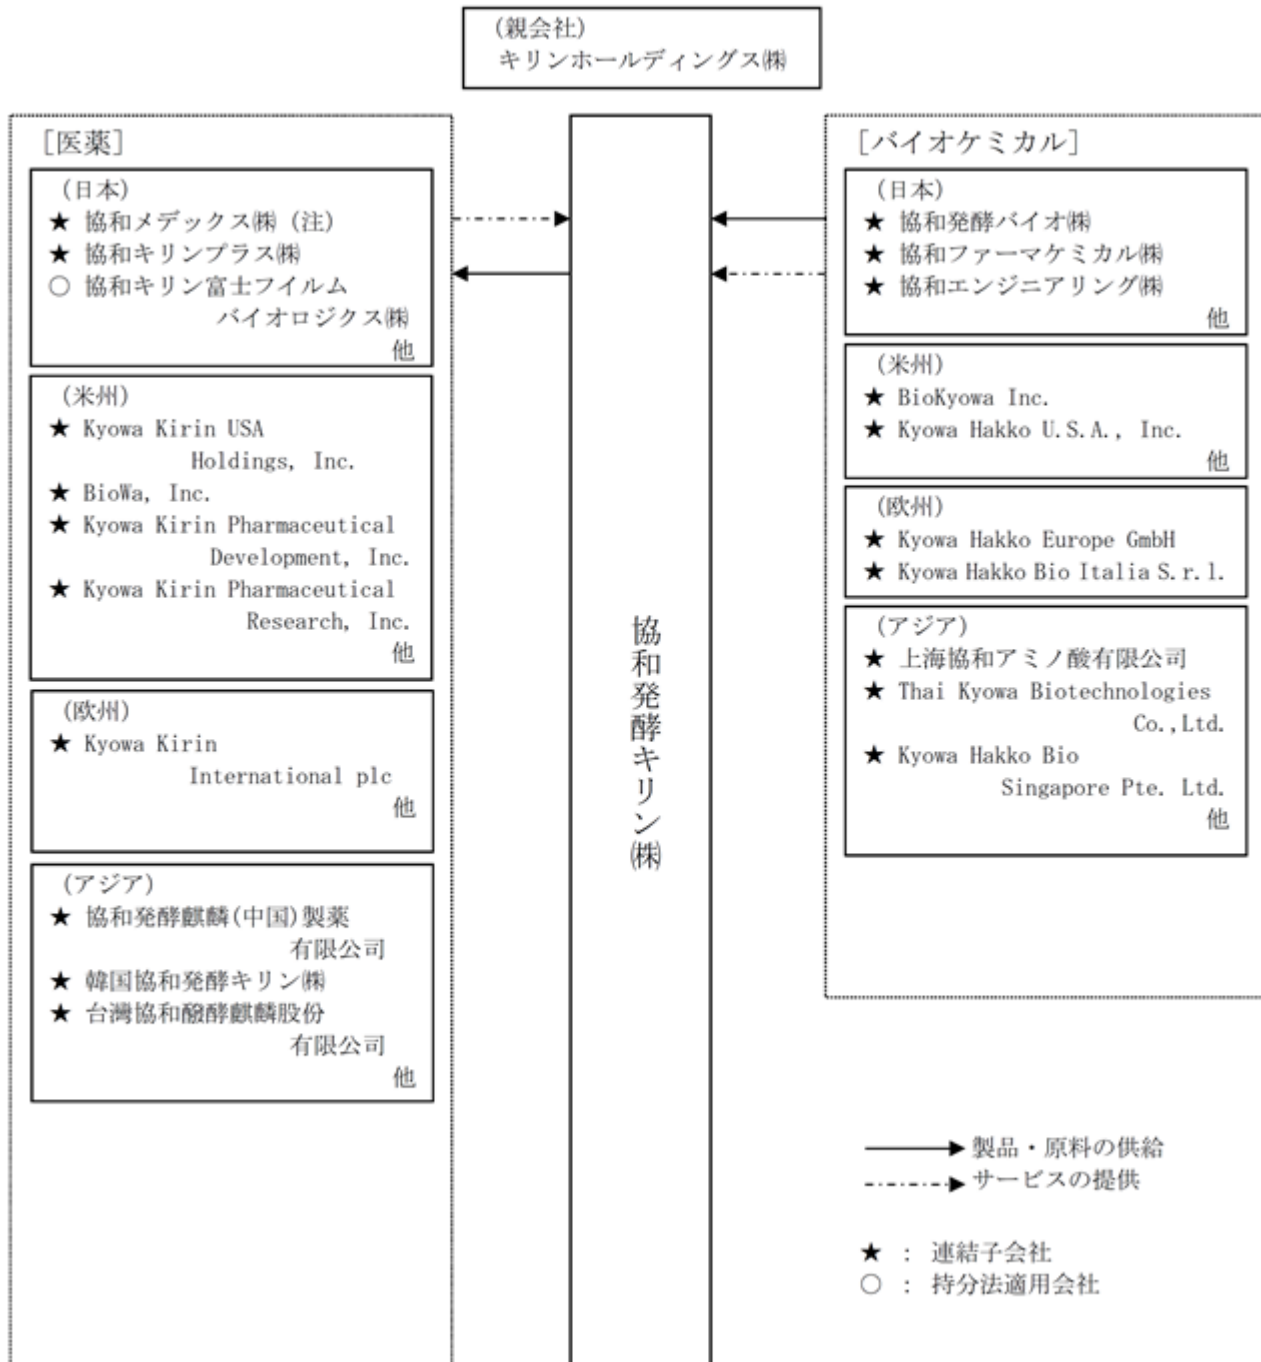 (親会社)
キリンホールディングス㈱
[医薬]
(日本)
★ 協和メデックス㈱ (注)
★ 協和キリンプラス㈱
○ 協和キリン富士フイルム
バイオロジクス㈱
他
(米州)
★ Kyowa Kirin USA
Holdings, Inc.
★ BioWa, Inc.
★ Kyowa Kirin Pharmaceutical
Development, Inc.
★ Kyowa Kirin Pharmaceutical
Research, Inc.
他
(欧州)
★ Kyowa Kirin
International plc
他
(アジア)
★ 協和発酵麒麟(中国)製薬
有限公司
★ 韓国協和発酵キリン㈱
★ 台灣協和醱酵麒麟股份
有限公司
他
協和発酵キリン㈱
[バイオケミカル]
(日本)
★ 協和発酵バイオ㈱
★ 協和ファーマケミカル㈱
★ 協和エンジニアリング㈱
他
(米州)
★ BioKyowa Inc.
★ Kyowa Hakko U.S.A., Inc.
他
(欧州)
★ Kyowa Hakko Europe GmbH
★ Kyowa Hakko Bio Italia S.r.l.
(アジア)
★ 上海協和アミノ酸有限公司
★ Thai Kyowa Biotechnologies
Co.,Ltd.
★ Kyowa Hakko Bio
Singapore Pte. Ltd.
他
製品・原料の供給
サービスの提供
★ : 連結子会社
○ : 持分法適用会社